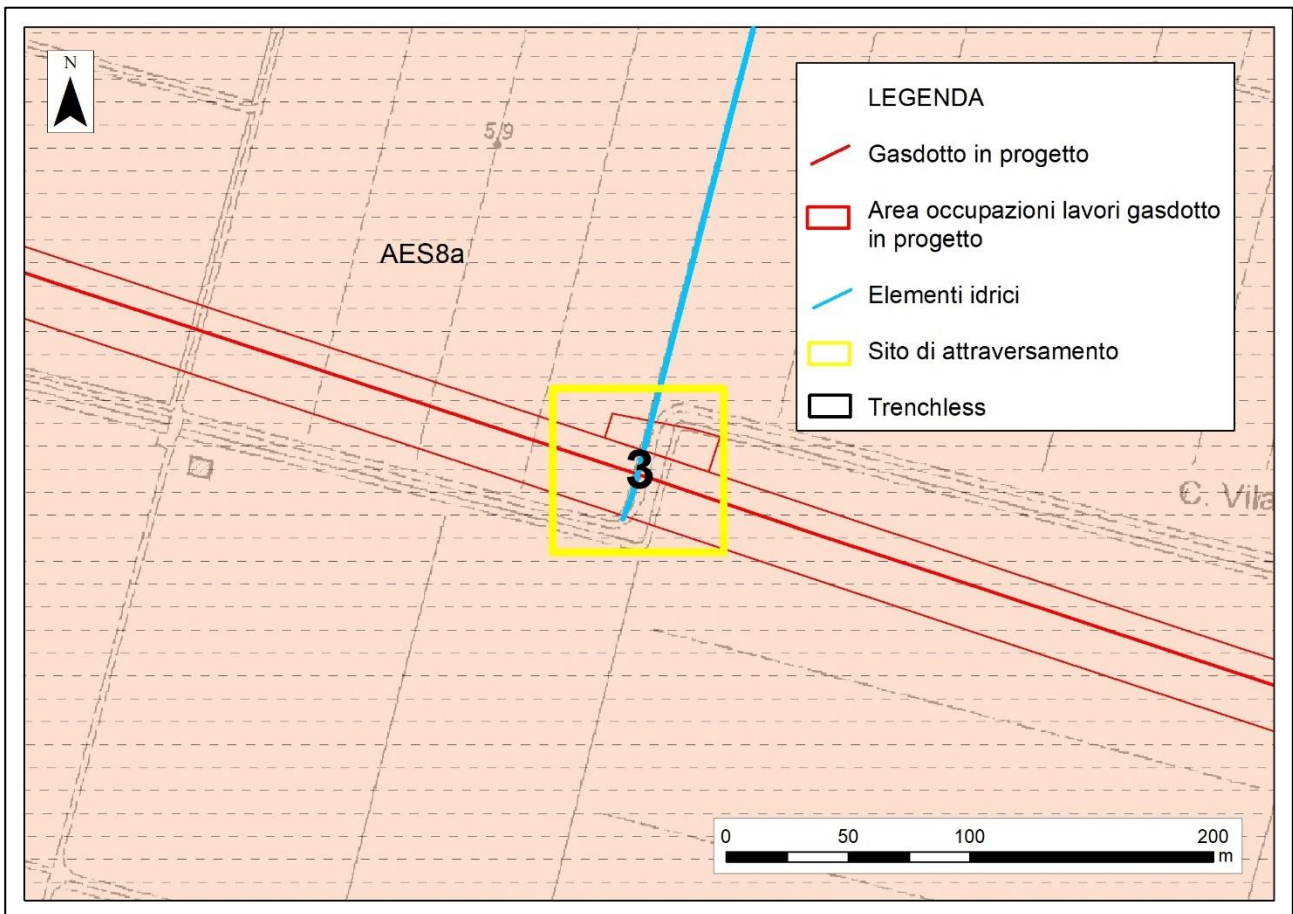 N
5,9
AES8a
LEGENDA
Gasdotto in progetto
Area occupazioni lavori gasdotto
in progetto
Elementi idrici
Sito di attraversamento
Trenchless
3
C. Vila
0 50 100 200
m